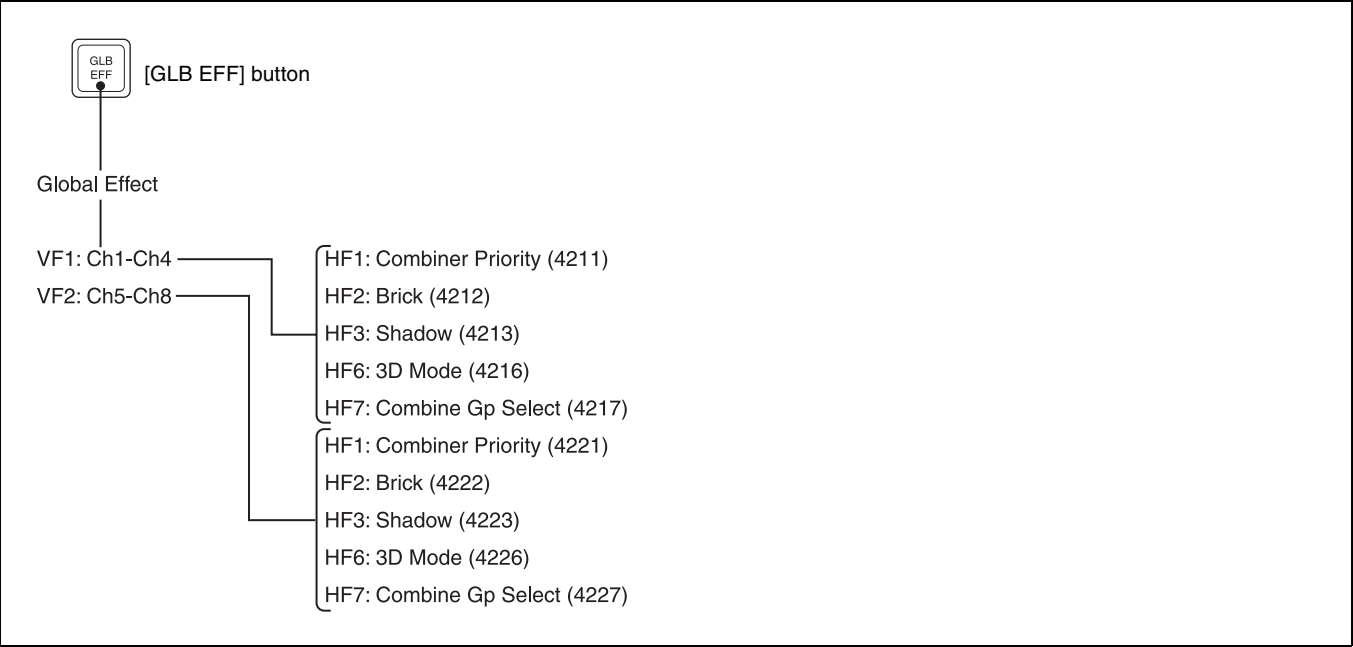 GLB
EFF
[GLB EFF] button
Global Effect
VF1: Ch1-Ch4
VF2: Ch5-Ch8
HF1: Combiner Priority (4211)
HF2: Brick (4212)
HF3: Shadow (4213)
HF6: 3D Mode (4216)
HF7: Combine Gp Select (4217)
HF1: Combiner Priority (4221)
HF2: Brick (4222)
HF3: Shadow (4223)
HF6: 3D Mode (4226)
HF7: Combine Gp Select (4227)